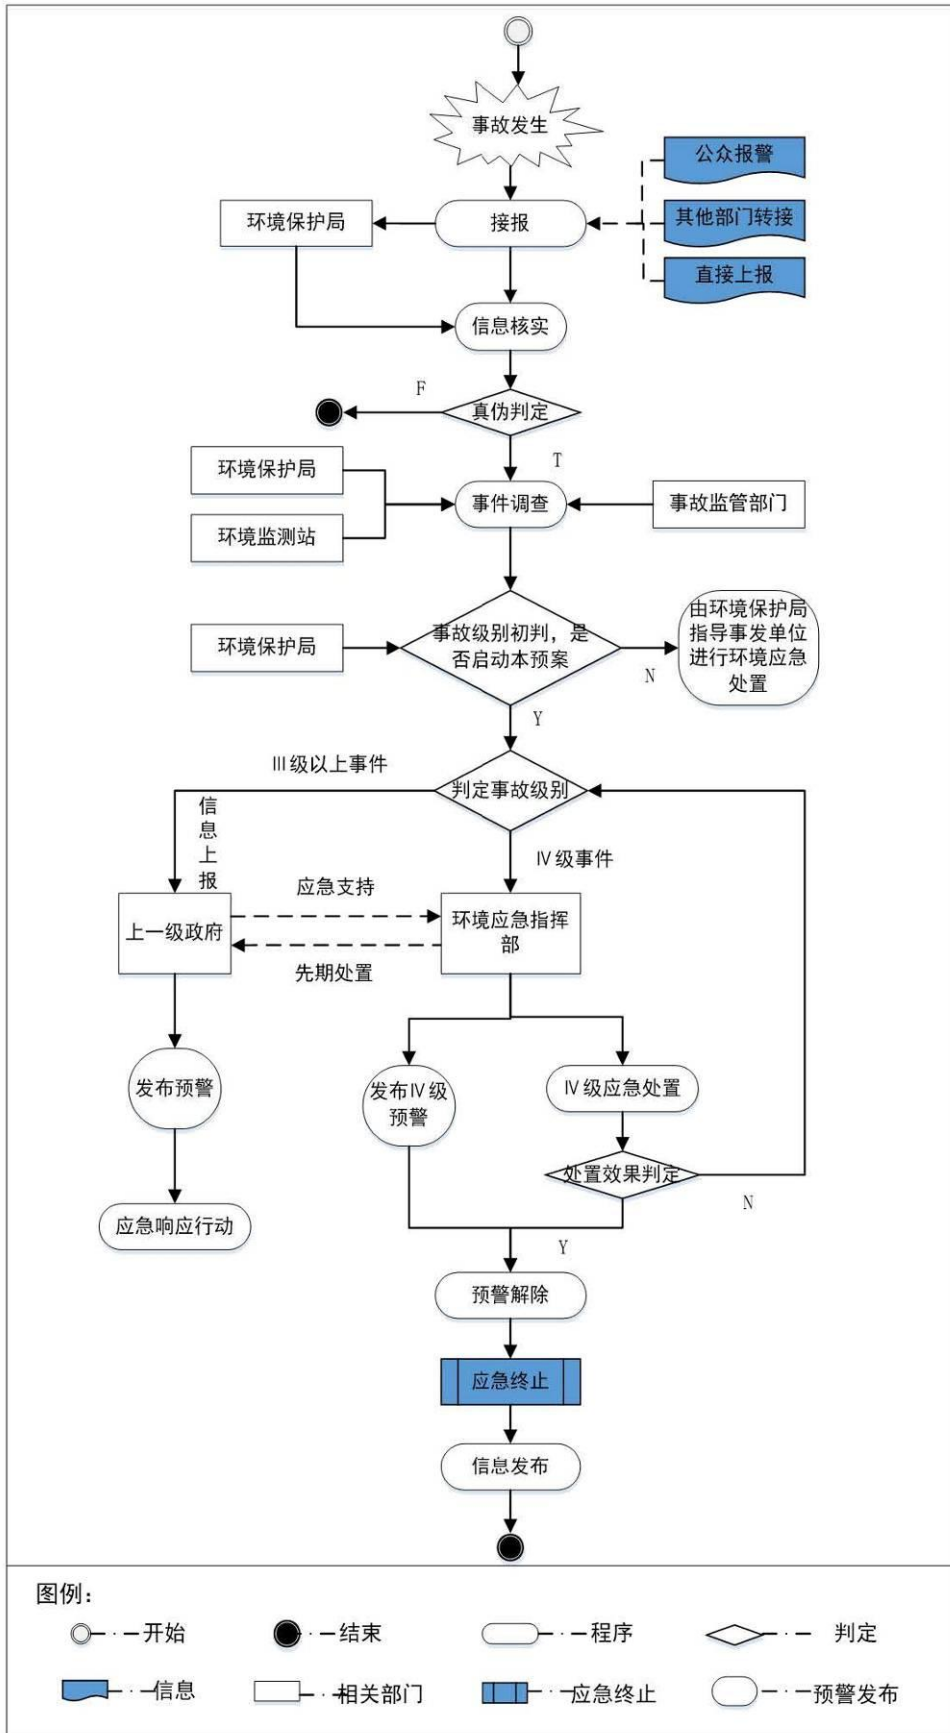 事故发生
公众报警
环境保护局
接报
其他部门转接
直接上报
信息核实
F
真伪判定
T
环境保护局
事件调查
事故监管部门
环境监测站
由环境保护局
指导事发单位
进行环境应急
处置
环境保护局
事故级别初判，是
否启动本预案
N
Y
III级以上事件
判定事故级别
信
息
上
报
IV级事件
应急支持
上一级政府
环境应急指挥
部
先期处置
发布预警
发布IV级
预警
IV级应急处置
处置效果判定
N
应急响应行动
Y
预警解除
应急终止
信息发布
图例：
开始
结束
程序
判定
信息
相关部门
应急终止
预警发布